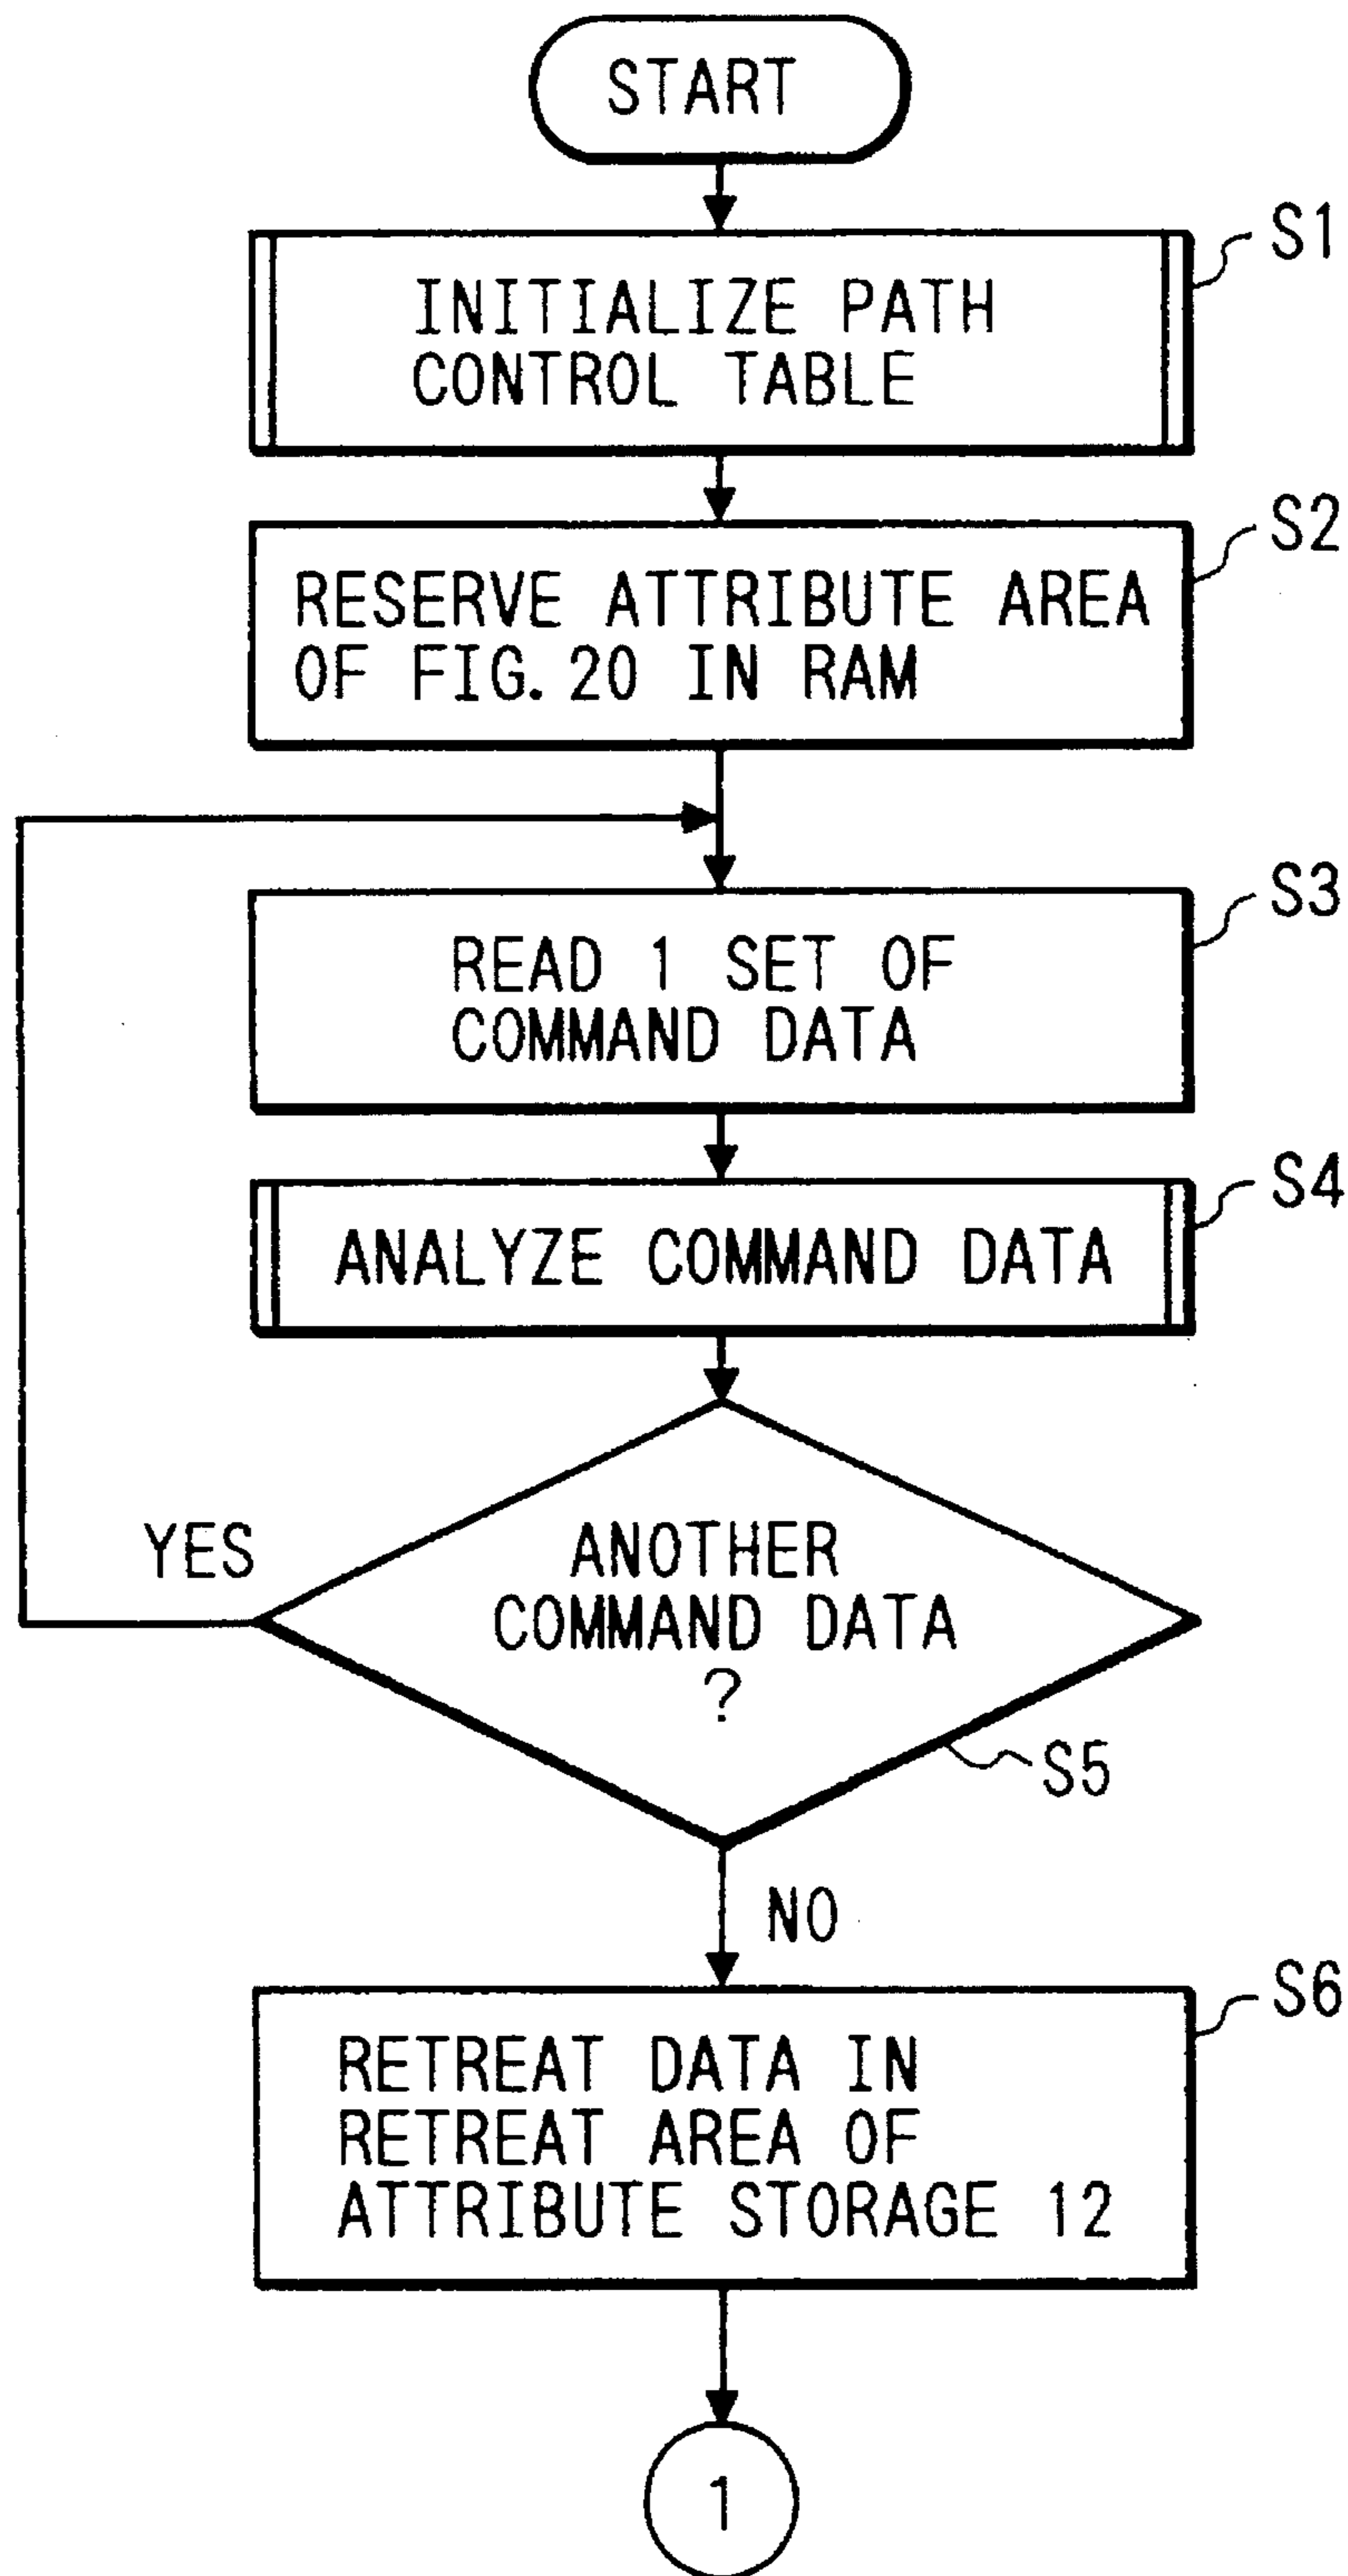 START
S1
INITIALIZE PATH
CONTROL TABLE
S2
RESERVE ATTRIBUTE AREA
OF FIG. 20 IN RAM
S3
READ 1 SET OF
COMMAND DATA
S4
ANALYZE COMMAND DATA
YES
ANOTHER
COMMAND DATA
?
S5
NO
S6
RETREAT DATA IN
RETREAT AREA OF
ATTRIBUTE STORAGE 12
1